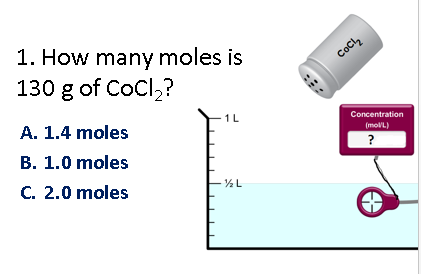 1. How many moles is
130 g of CoCl₂?
A. 1.4 moles
B. 1.0 moles
C. 2.0 moles
CoCl₂
1 L
½ L
Concentration
(mol/L)
?